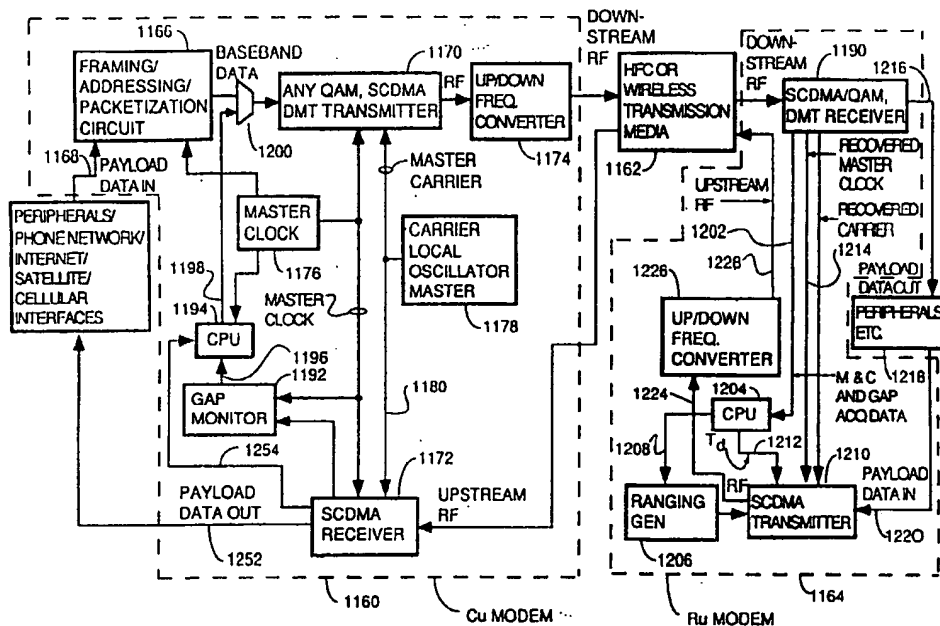 1166
FRAMING/
ADDRESSING/
PACKETIZATION
CIRCUIT
BASEBAND
DATA
1200
1170
ANY QAM, SCDMA
DMT TRANSMITTER
RF
UP/DOWN
FREQ.
CONVERTER
1174
DOWN-
STREAM
RF
HFC OR
WIRELESS
TRANSMISSION
MEDIA
1162
DOWN-
STREAM
RF
1190
SCDMA/QAM,
DMT RECEIVER
1216
1168
PAYLOAD
DATA IN
PERIPHERALS/
PHONE NETWORK/
INTERNET/
SATELLITE/
CELLULAR
INTERFACES
MASTER
CLOCK
1176
MASTER
CARRIER
CARRIER
LOCAL
OSCILLATOR
MASTER
1178
1198
1194
CPU
MASTER
CLOCK
1196
1192
GAP
MONITOR
1180
1254
1172
SCDMA
RECEIVER
UPSTREAM
RF
PAYLOAD
DATA OUT
1252
1160
Cu MODEM
UPSTREAM
RF
RECOVERED
MASTER
CLOCK
RECOVERED
CARRIER
1202
1214
1226
1228
UP/DOWN
FREQ.
CONVERTER
PAYLOAD
DATA OUT
PERIPHERALS
ETC.
1218
M & C
AND GAP
ACQ DATA
1224
1204
CPU
1208
Td
1212
1210
RF
SCDMA
TRANSMITTER
PAYLOAD
DATA IN
1220
RANGING
GEN
1206
Ru MODEM
1164